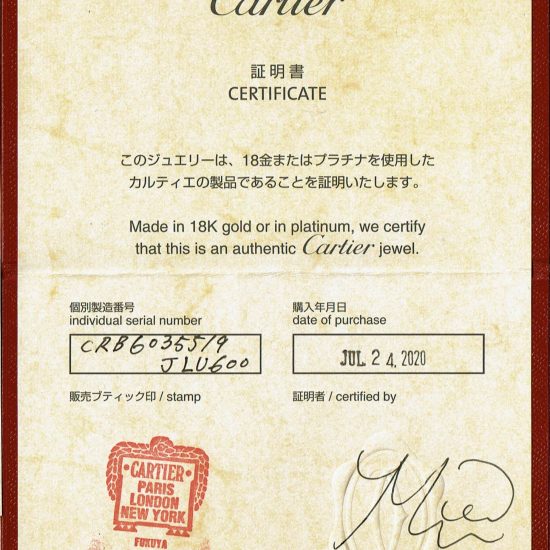 Cartier
証明書
CERTIFICATE
このジュエリーは、18金またはプラチナを使用した
カルティエの製品であることを証明いたします。
Made in 18K gold or in platinum, we certify
that this is an authentic Cartier jewel.
個別製造番号
individual serial number
CRB6035519
JLU600
購入年月日
date of purchase
JUL 24, 2020
販売ブティック印 / stamp
証明者 / certified by
CARTIER
PARIS
LONDON
NEW YORK
FUKUYA